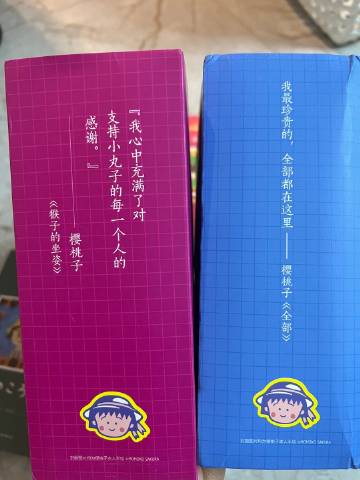 『我心中充满了对
支持小丸子的每一个人的
感谢。』
——樱桃子
《猴子的坐姿》
我最珍贵的，全部都在这里——樱桃子《全部》